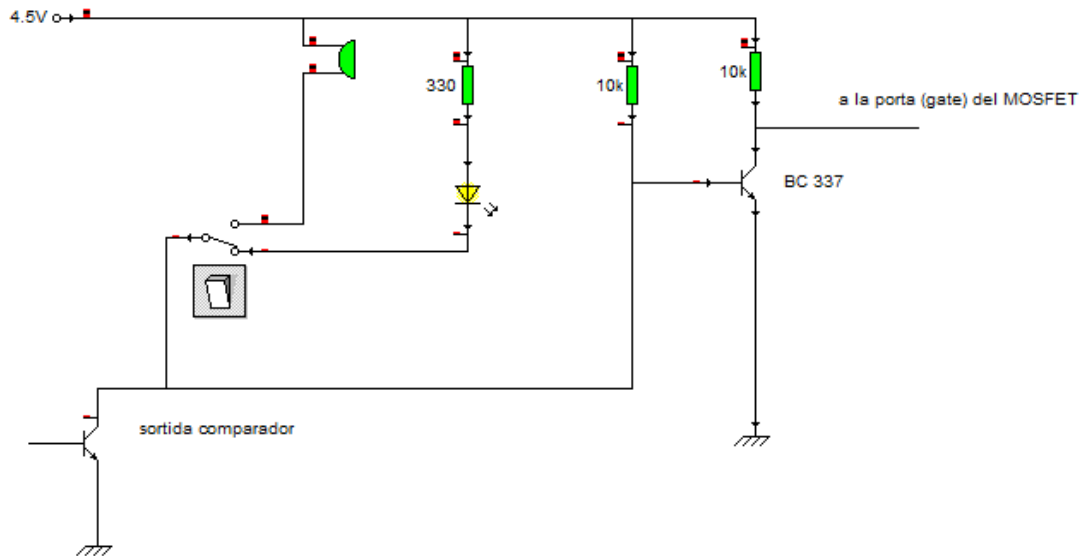 4.5V
330
10k
10k
a la porta (gate) del MOSFET
BC 337
sortida comparador